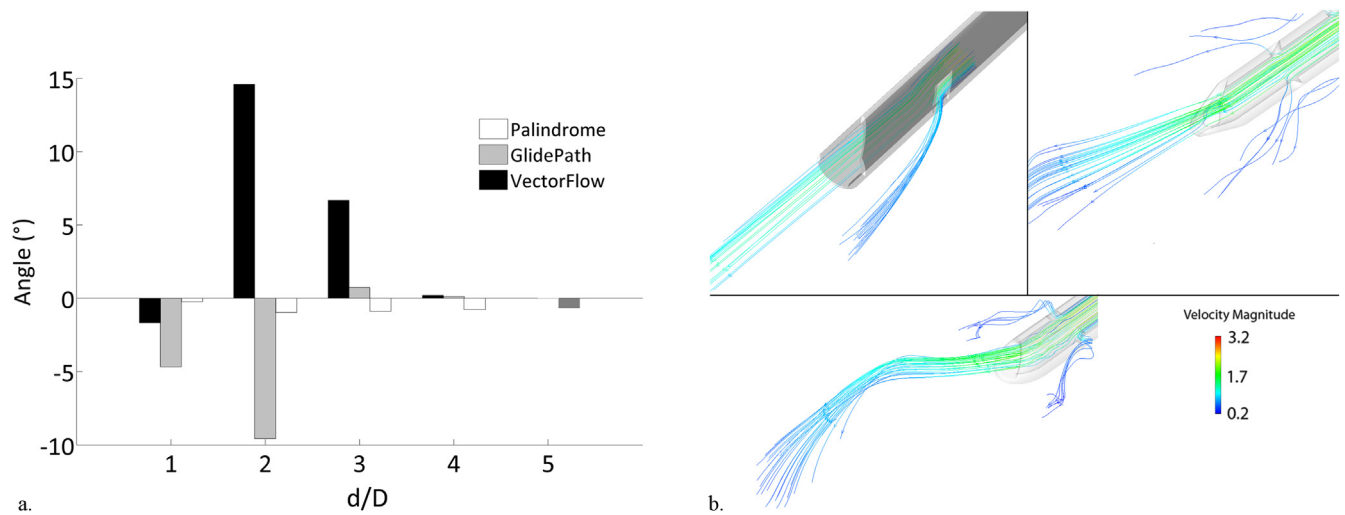 15
10
5
0
-5
-10
Angle (°)
Palindrome
GlidePath
VectorFlow
1 2 3 4 5
d/D
a.
Velocity Magnitude
3.2
1.7
0.2
b.